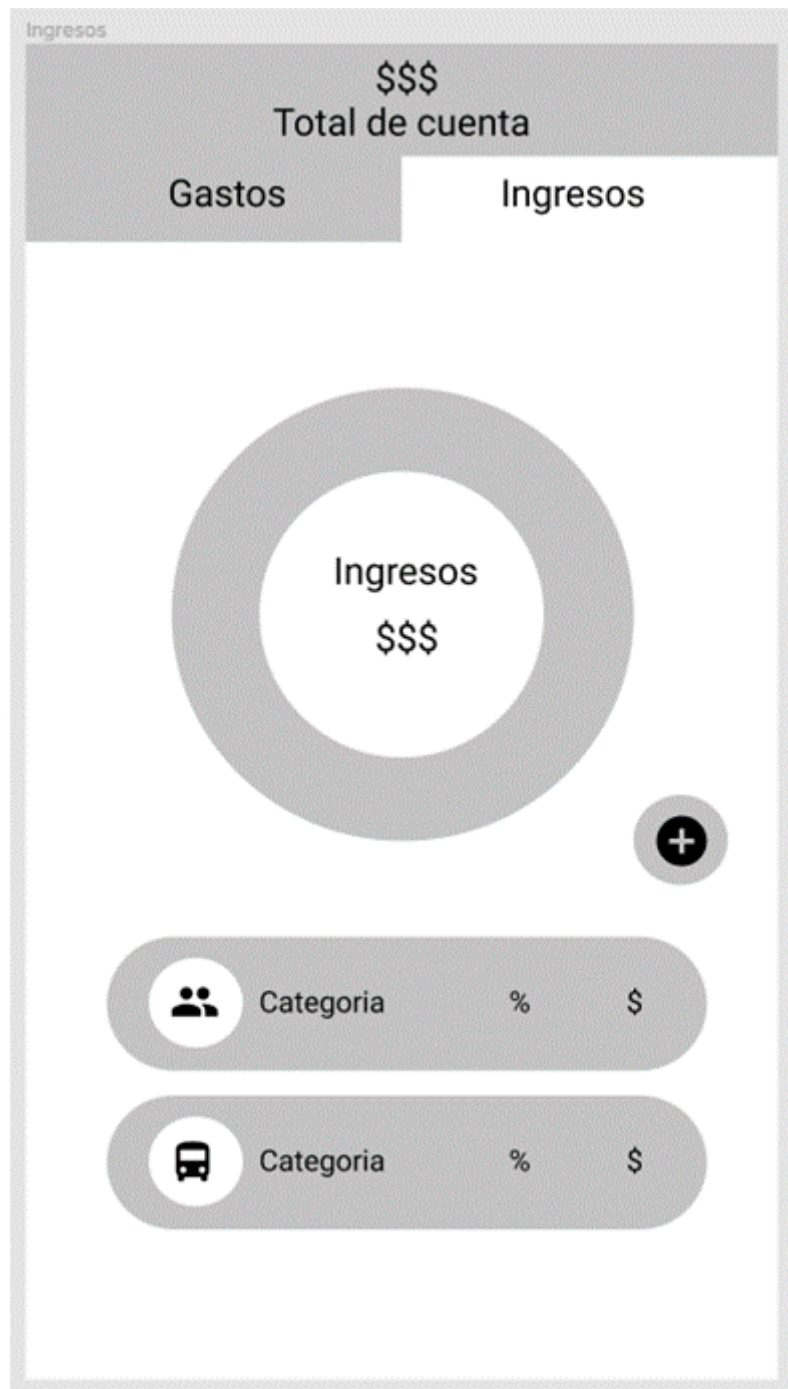 Ingresos
$$$
Total de cuenta
Gastos Ingresos
Ingresos
$$$
Categoria % $
Categoria % $